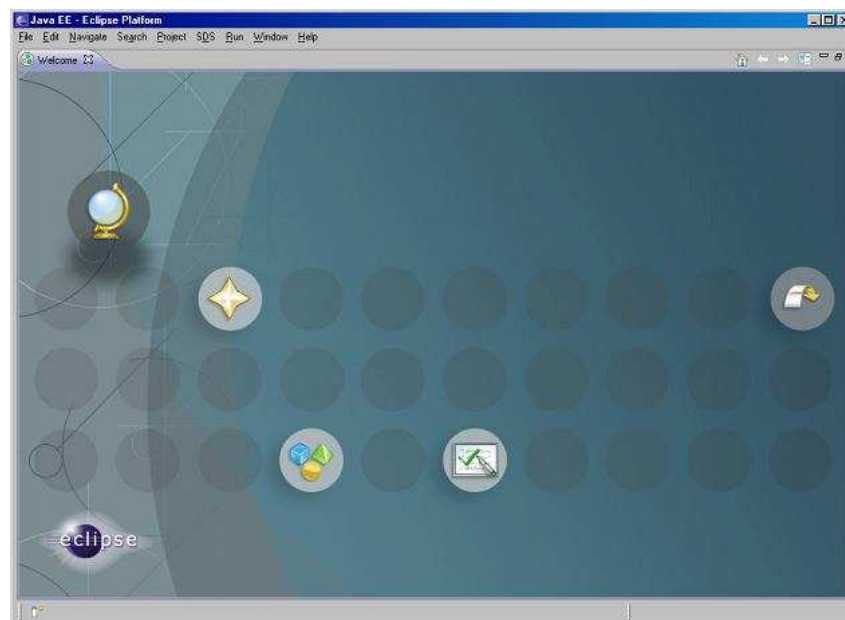 Java EE - Eclipse Platform
File Edit Navigate Search Project SDS Run Window Help
Welcome
eclipse